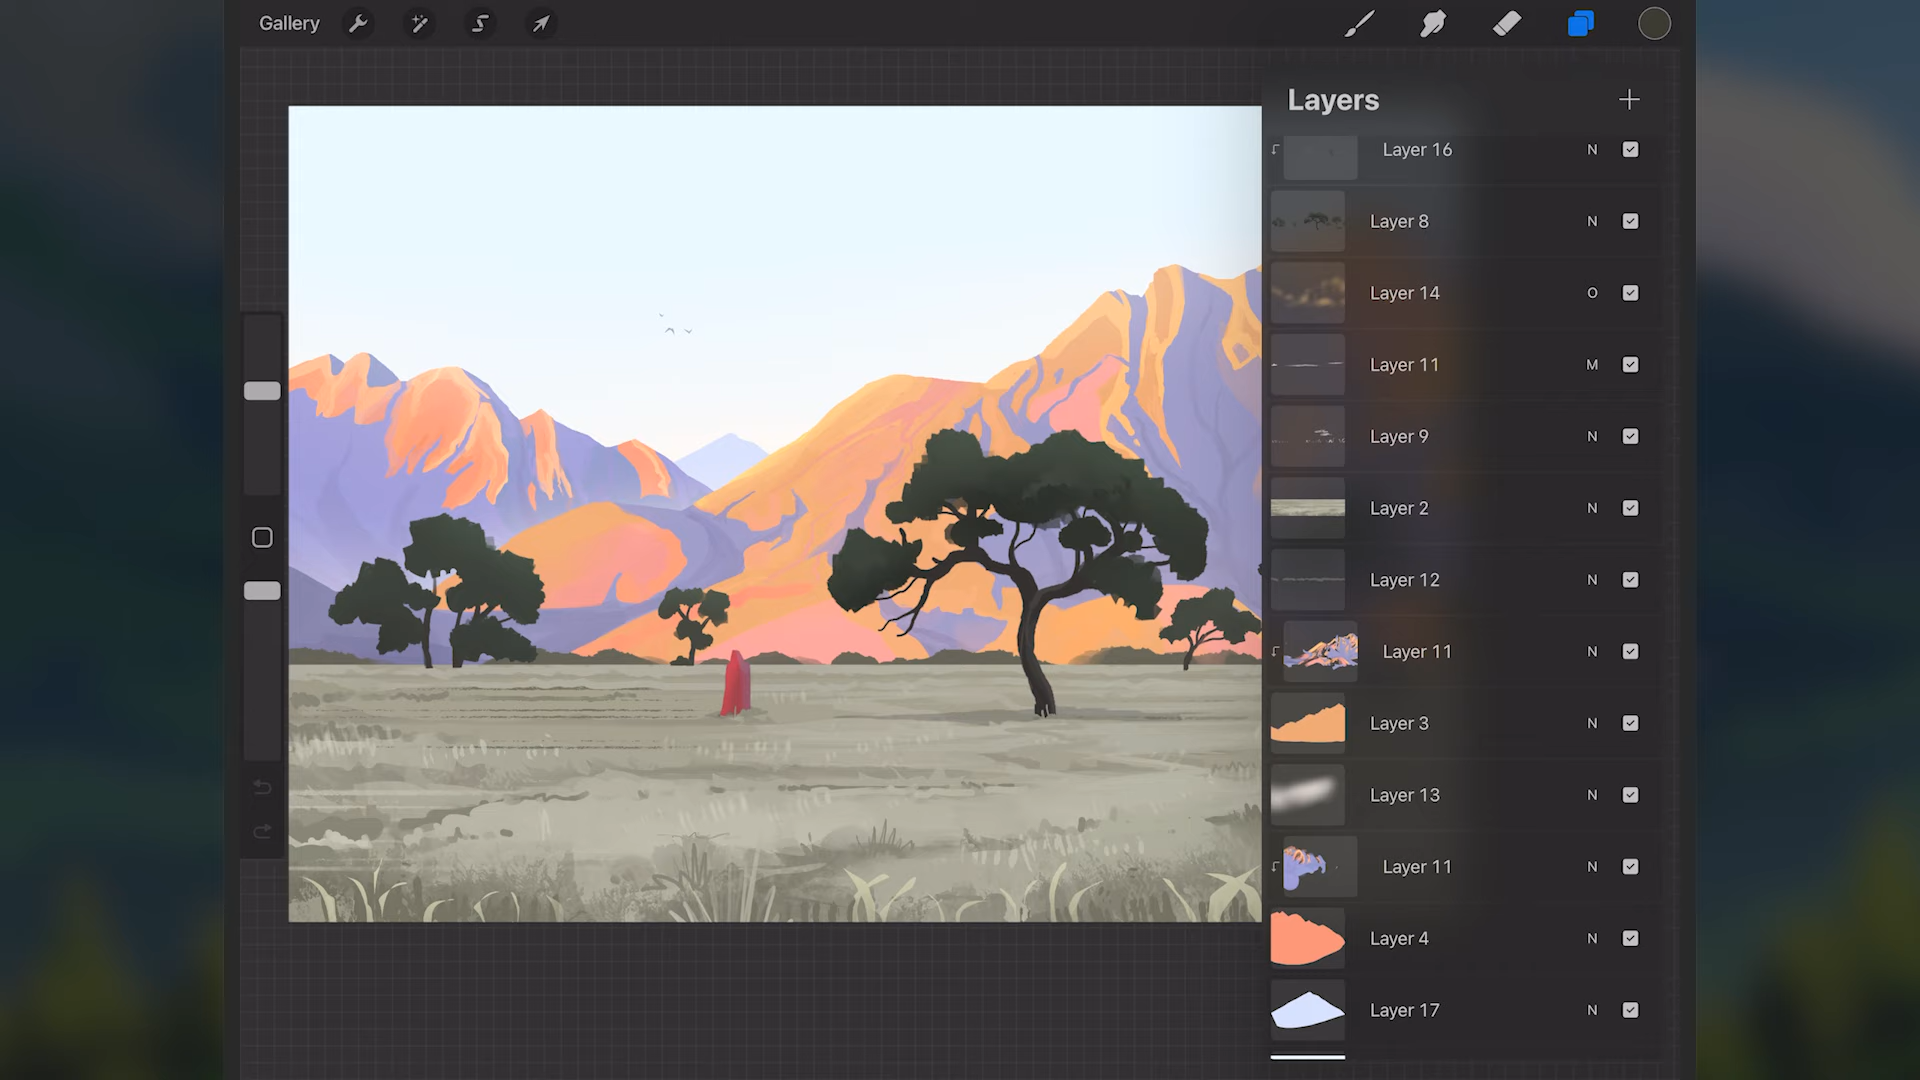 Gallery
Layers
Layer 16 N
Layer 8 N
Layer 14 O
Layer 11 M
Layer 9 N
Layer 2 N
Layer 12 N
Layer 11 N
Layer 3 N
Layer 13 N
Layer 11 N
Layer 4 N
Layer 17 N